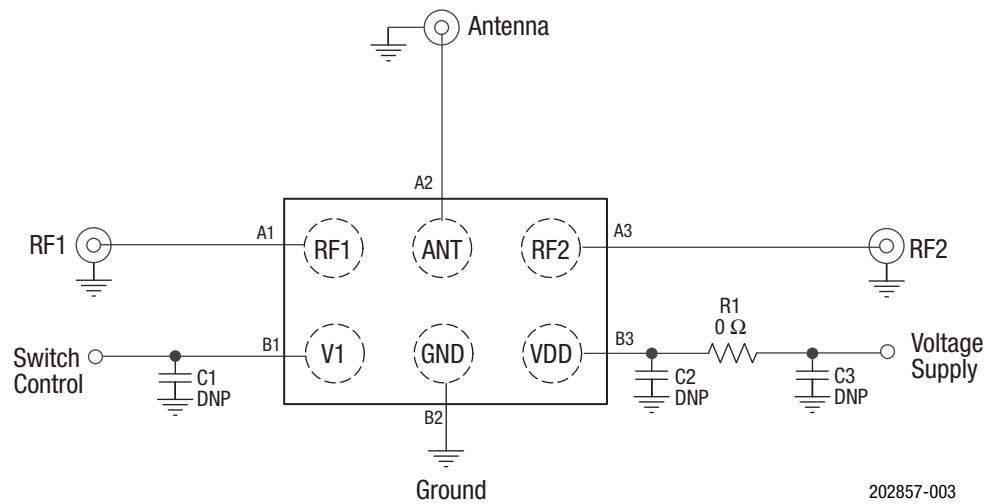 Antenna
A2
RF1
A1
RF1
ANT
RF2
A3
RF2
R1
0 Ω
Switch
Control
B1
V1
GND
VDD
B3
Voltage
Supply
C1
DNP
C2
DNP
C3
DNP
B2
Ground
202857-003